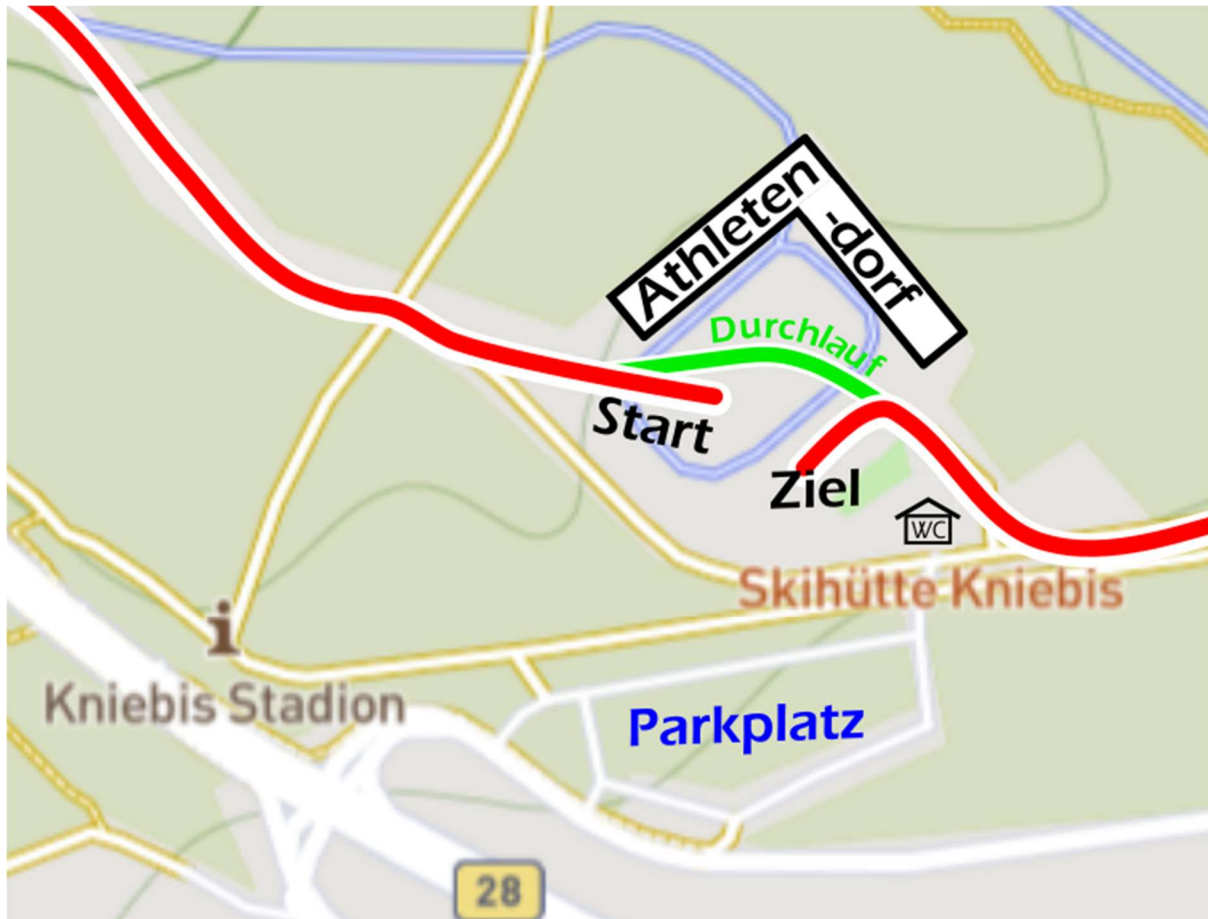 Athleten
-dorf
Durchlauf
Start
Ziel
WC
Skihütte Kniebis
i
Kniebis Stadion
Parkplatz
28